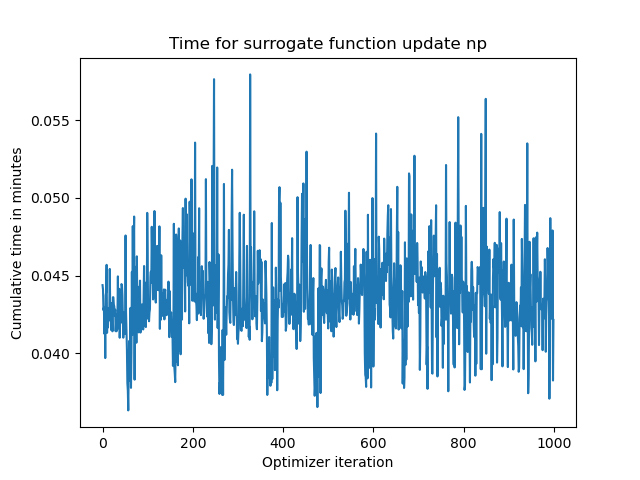 Time for surrogate function update np
Cumulative time in minutes
0.055
0.050
0.045
0.040
0 200 400 600 800 1000
Optimizer iteration